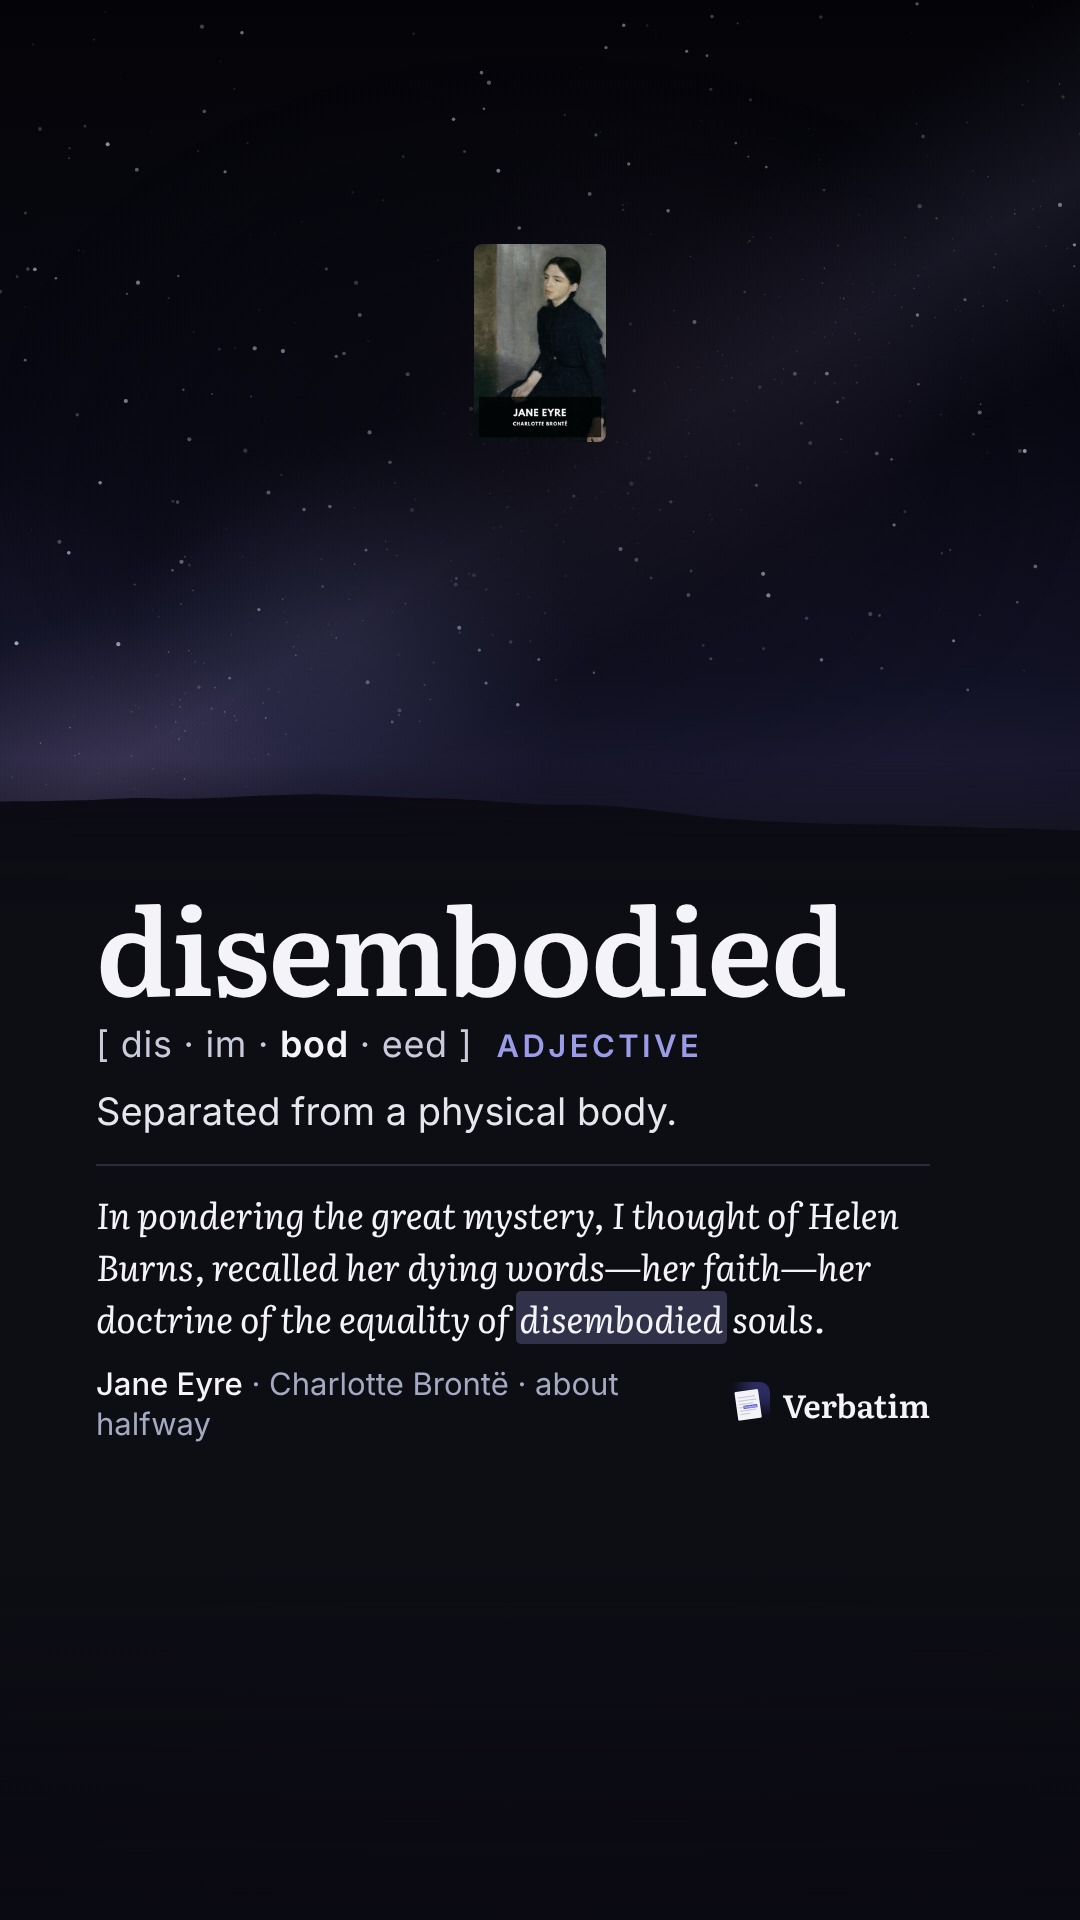 JANE EYRE
CHARLOTTE BRONTË
disembodied
[ dis · im · bod · eed ] ADJECTIVE
Separated from a physical body.
In pondering the great mystery, I thought of Helen
Burns, recalled her dying words—her faith—her
doctrine of the equality of disembodied souls.
Jane Eyre · Charlotte Brontë · about
halfway
Verbatim